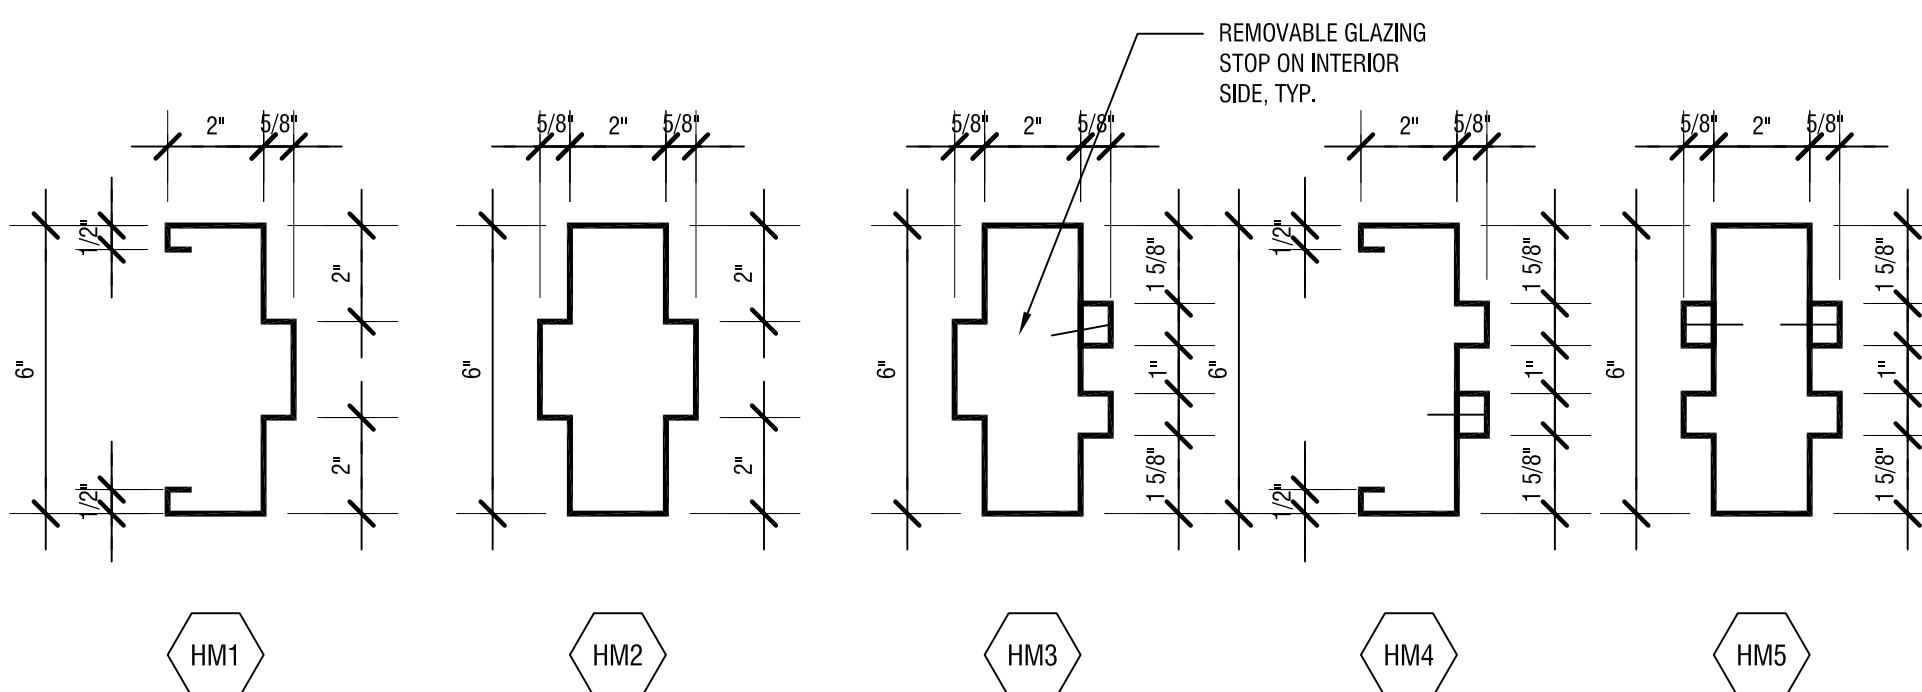 REMOVABLE GLAZING
STOP ON INTERIOR
SIDE, TYP.
2" 5/8"
5/8" 2" 5/8"
5/8" 2" 5/8"
2" 5/8"
5/8" 2" 5/8"
6" 1/2" 1/2" 2" 2"
6" 2" 2"
6" 1 5/8" 1" 1 5/8"
6" 1/2" 1/2" 1 5/8" 1" 1 5/8"
6" 1 5/8" 1" 1 5/8"
HM1
HM2
HM3
HM4
HM5